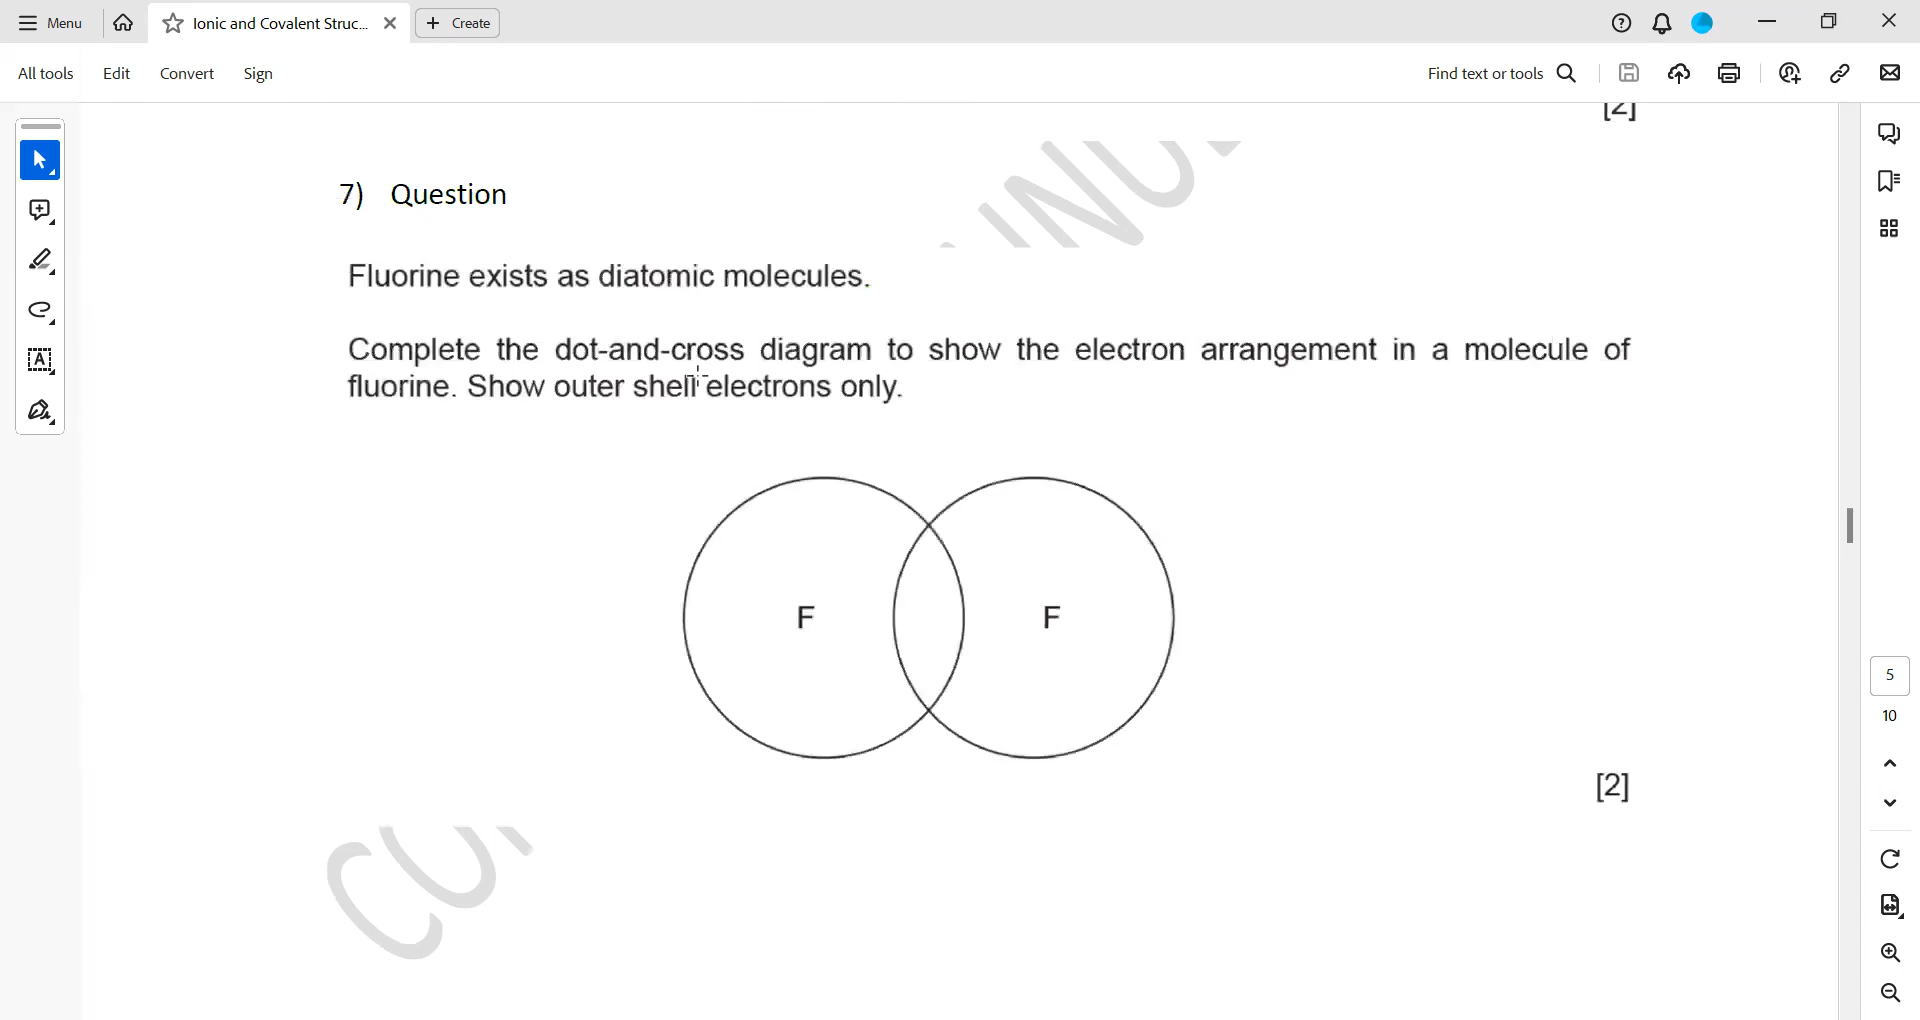 Menu
Ionic and Covalent Struc...
Create
All tools
Edit
Convert
Sign
Find text or tools
[2]
7) Question
Fluorine exists as diatomic molecules.
Complete the dot-and-cross diagram to show the electron arrangement in a molecule of
fluorine. Show outer shell electrons only.
F
F
[2]
5
10